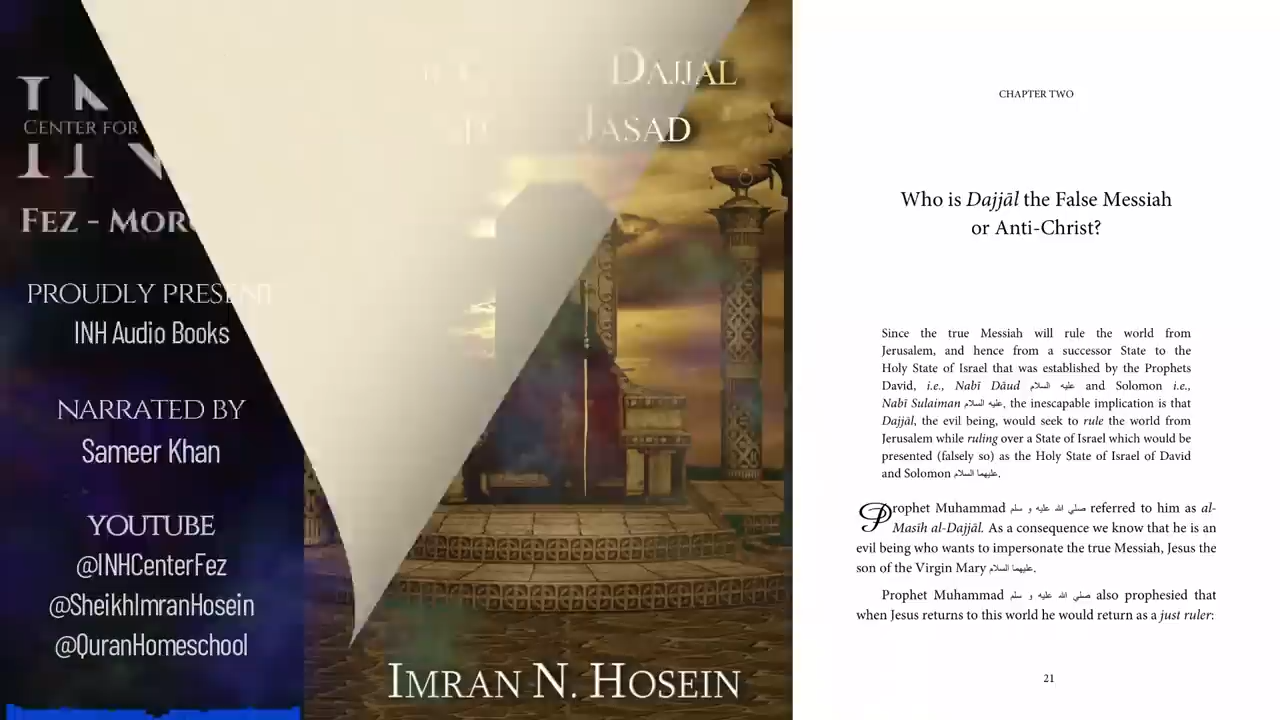 CENTER FOR
FEZ - MOR
PROUDLY PRESENT
INH Audio Books
NARRATED BY
Sameer Khan
YOUTUBE
@INHCenterFez
@SheikhImranHosein
@QuranHomeschool
DAJJAL
JASAD
IMRAN N. HOSEIN
CHAPTER TWO
Who is Dajjāl the False Messiah
or Anti-Christ?
Since the true Messiah will rule the world from
Jerusalem, and hence from a successor State to the
Holy State of Israel that was established by the Prophets
David, i.e., Nabī Dāud عليه السلام and Solomon i.e.,
Nabī Sulaiman عليه السلام, the inescapable implication is that
Dajjāl, the evil being, would seek to rule the world from
Jerusalem while ruling over a State of Israel which would be
presented (falsely so) as the Holy State of Israel of David
and Solomon عليهما السلام.
Prophet Muhammad صلي الله عليه و سلم referred to him as al-
Masīh al-Dajjāl. As a consequence we know that he is an
evil being who wants to impersonate the true Messiah, Jesus the
son of the Virgin Mary عليهما السلام.
Prophet Muhammad صلي الله عليه و سلم also prophesied that
when Jesus returns to this world he would return as a just ruler:
21